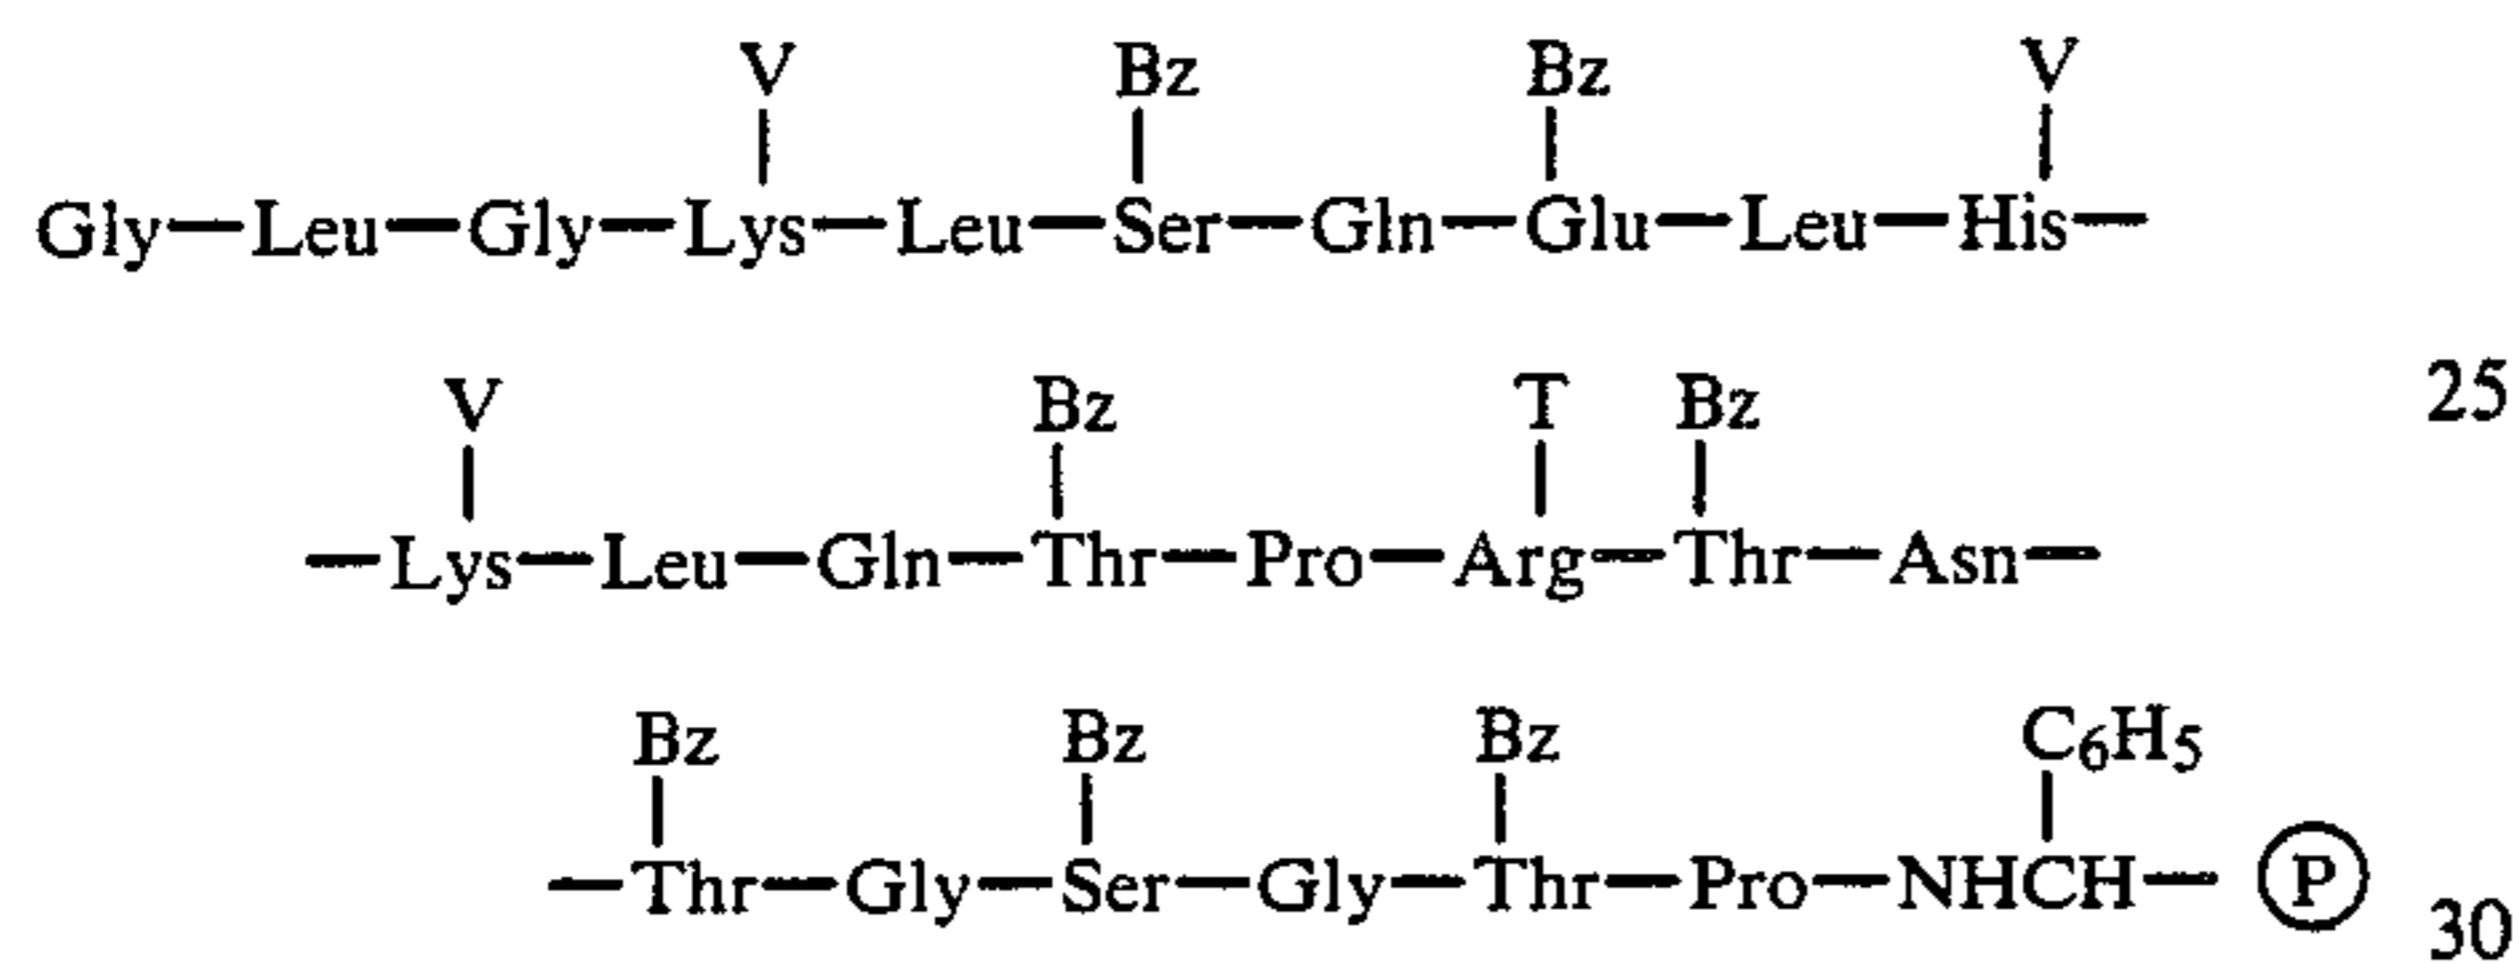 V Bz Bz V
Gly—Leu—Gly—Lys—Leu—Ser—Gln—Glu—Leu—His—
25
V Bz T Bz
—Lys—Leu—Gln—Thr—Pro—Arg—Thr—Asn—
Bz Bz Bz C6H5
—Thr—Gly—Ser—Gly—Thr—Pro—NHCH— P
30